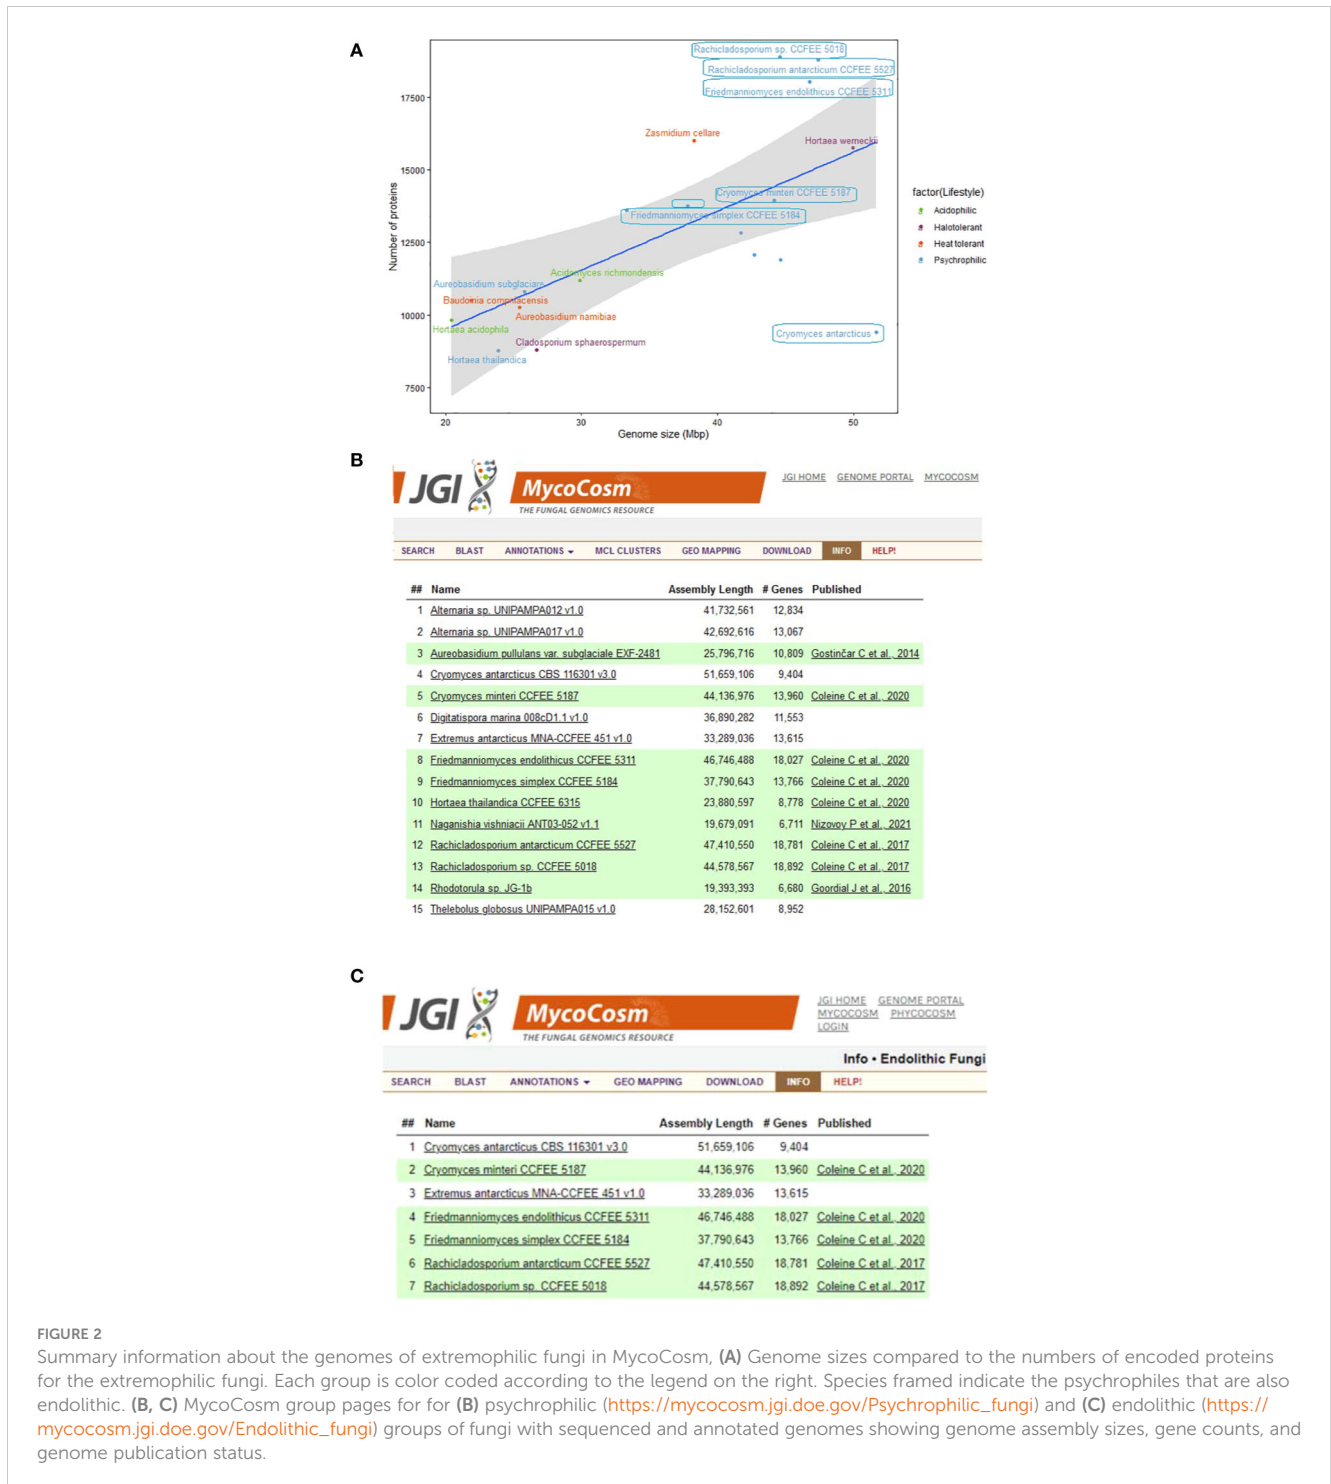 A
Rachicladosporium sp. CCFEE 5018
Rachicladosporium antarcticum CCFEE 5527
Friedmanniomyces endolithicus CCFEE 5311
17500
Zasmidium cellare
Hortaea werneckii
15000
Cryomyces minteri CCFEE 5187
Friedmanniomyces simplex CCFEE 5184
factor(Lifestyle)
Acidophilic
Halotolerant
Heat tolerant
Psychrophilic
Number of proteins
12500
Acidomyces richmondensis
Aureobasidium subglaciare
Baudoinia compniacensis
Aureobasidium namibiae
10000
Hortaea acidophila
Cryomyces antarcticus
Cladosporium sphaerospermum
Hortaea thailandica
7500
20 30 40 50
Genome size (Mbp)
B
JGI MycoCosm
THE FUNGAL GENOMICS RESOURCE
JGI HOME GENOME PORTAL MYCOCOSM
SEARCH BLAST ANNOTATIONS MCL CLUSTERS GEO MAPPING DOWNLOAD INFO HELP!
## Name Assembly Length # Genes Published
1 Alternaria sp. UNIPAMPA012 v1.0 41,732,561 12,834
2 Alternaria sp. UNIPAMPA017 v1.0 42,692,616 13,067
3 Aureobasidium pullulans var. subglaciale EXF-2481 25,796,716 10,809 Gostinčar C et al., 2014
4 Cryomyces antarcticus CBS 116301 v3.0 51,659,106 9,404
5 Cryomyces minteri CCFEE 5187 44,136,976 13,960 Coleine C et al., 2020
6 Digitatispora marina 008cD1.1 v1.0 36,890,282 11,553
7 Extremus antarcticus MNA-CCFEE 451 v1.0 33,289,036 13,615
8 Friedmanniomyces endolithicus CCFEE 5311 46,746,488 18,027 Coleine C et al., 2020
9 Friedmanniomyces simplex CCFEE 5184 37,790,643 13,766 Coleine C et al., 2020
10 Hortaea thailandica CCFEE 6315 23,880,597 8,778 Coleine C et al., 2020
11 Naganishia vishniacii ANT03-052 v1.1 19,679,091 6,711 Nizovoy P et al., 2021
12 Rachicladosporium antarcticum CCFEE 5527 47,410,550 18,781 Coleine C et al., 2017
13 Rachicladosporium sp. CCFEE 5018 44,578,567 18,892 Coleine C et al., 2017
14 Rhodotorula sp. JG-1b 19,393,393 6,680 Goordial J et al., 2016
15 Thelebolus globosus UNIPAMPA015 v1.0 28,152,601 8,952
C
JGI MycoCosm
THE FUNGAL GENOMICS RESOURCE
JGI HOME GENOME PORTAL
MYCOCOSM PHYCOCOSM
LOGIN
Info • Endolithic Fungi
SEARCH BLAST ANNOTATIONS GEO MAPPING DOWNLOAD INFO HELP!
## Name Assembly Length # Genes Published
1 Cryomyces antarcticus CBS 116301 v3.0 51,659,106 9,404
2 Cryomyces minteri CCFEE 5187 44,136,976 13,960 Coleine C et al., 2020
3 Extremus antarcticus MNA-CCFEE 451 v1.0 33,289,036 13,615
4 Friedmanniomyces endolithicus CCFEE 5311 46,746,488 18,027 Coleine C et al., 2020
5 Friedmanniomyces simplex CCFEE 5184 37,790,643 13,766 Coleine C et al., 2020
6 Rachicladosporium antarcticum CCFEE 5527 47,410,550 18,781 Coleine C et al., 2017
7 Rachicladosporium sp. CCFEE 5018 44,578,567 18,892 Coleine C et al., 2017
FIGURE 2
Summary information about the genomes of extremophilic fungi in MycoCosm, (A) Genome sizes compared to the numbers of encoded proteins
for the extremophilic fungi. Each group is color coded according to the legend on the right. Species framed indicate the psychrophiles that are also
endolithic. (B, C) MycoCosm group pages for for (B) psychrophilic (https://mycocosm.jgi.doe.gov/Psychrophilic_fungi) and (C) endolithic (https://
mycocosm.jgi.doe.gov/Endolithic_fungi) groups of fungi with sequenced and annotated genomes showing genome assembly sizes, gene counts, and
genome publication status.